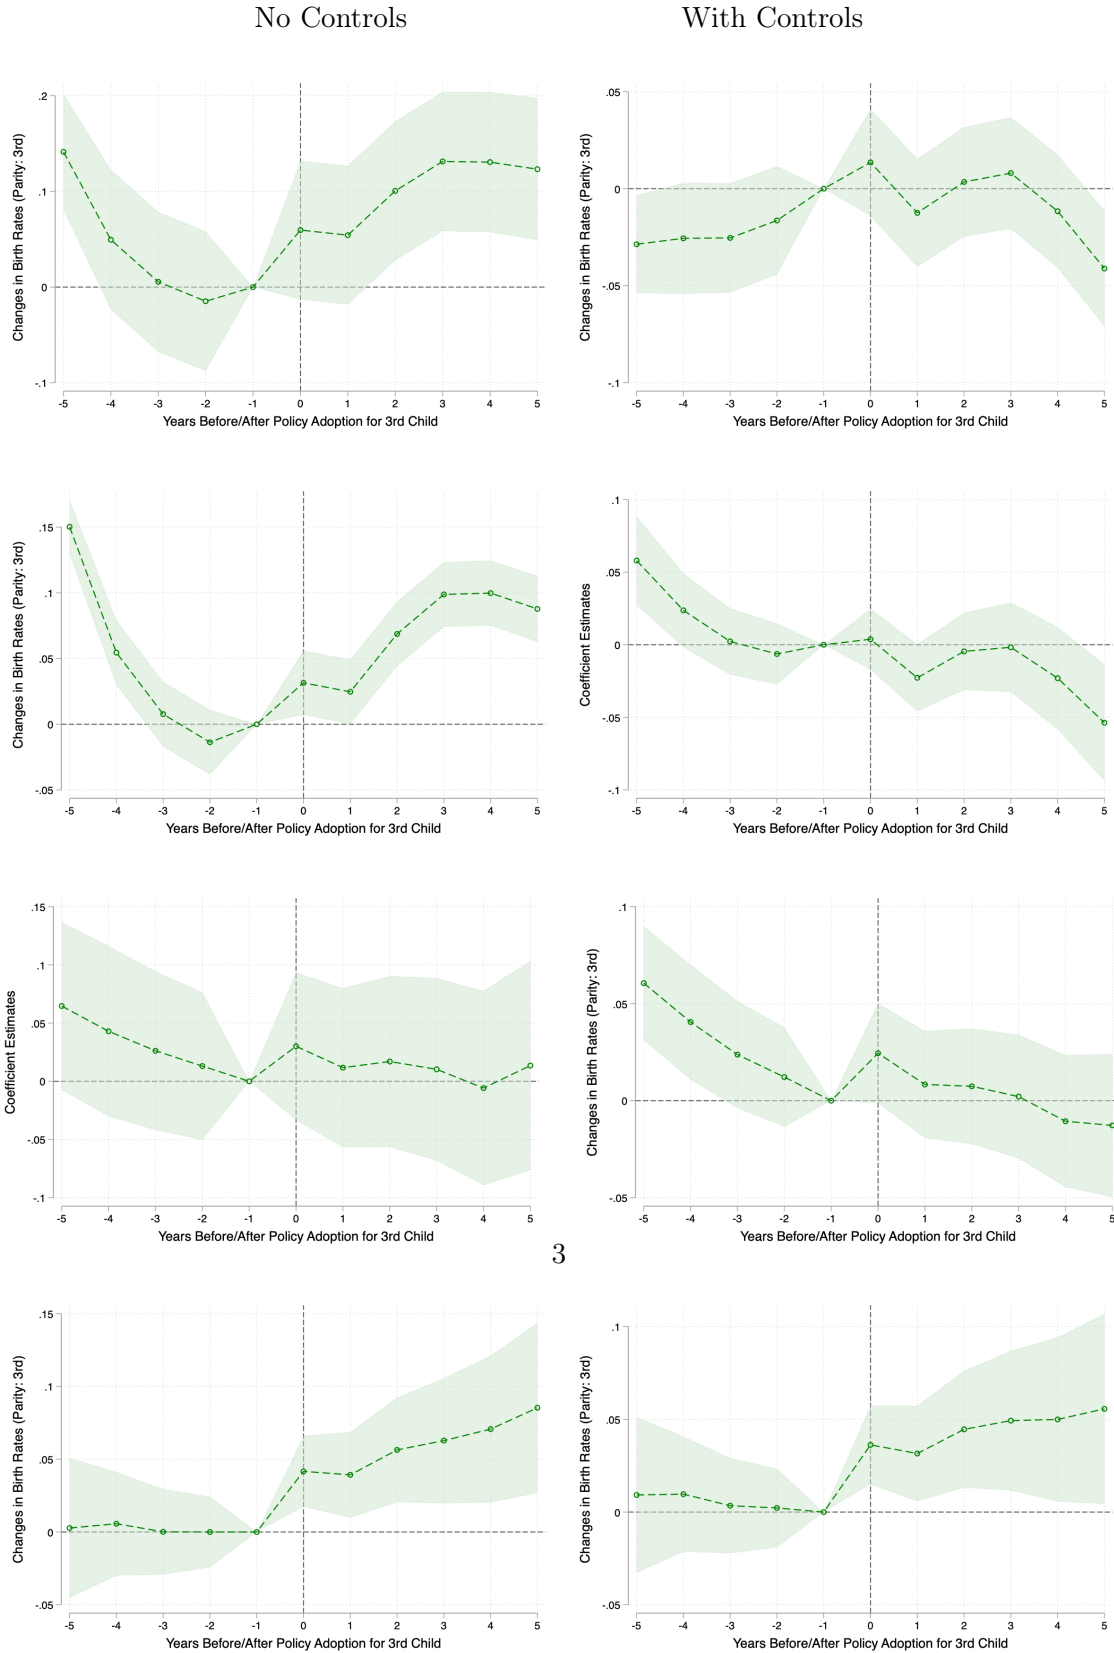 No Controls
With Controls
Changes in Birth Rates (Parity: 3rd)
.2
.1
0
-.1
-5 -4 -3 -2 -1 0 1 2 3 4 5
Years Before/After Policy Adoption for 3rd Child
Changes in Birth Rates (Parity: 3rd)
.05
0
-.05
-.1
-5 -4 -3 -2 -1 0 1 2 3 4 5
Years Before/After Policy Adoption for 3rd Child
Changes in Birth Rates (Parity: 3rd)
.15
.1
.05
0
-.05
-5 -4 -3 -2 -1 0 1 2 3 4 5
Years Before/After Policy Adoption for 3rd Child
Coefficient Estimates
.1
.05
0
-.05
-.1
-5 -4 -3 -2 -1 0 1 2 3 4 5
Years Before/After Policy Adoption for 3rd Child
Coefficient Estimates
.15
.1
.05
0
-.05
-.1
-5 -4 -3 -2 -1 0 1 2 3 4 5
Years Before/After Policy Adoption for 3rd Child
Changes in Birth Rates (Parity: 3rd)
.1
.05
0
-.05
-5 -4 -3 -2 -1 0 1 2 3 4 5
Years Before/After Policy Adoption for 3rd Child
3
Changes in Birth Rates (Parity: 3rd)
.15
.1
.05
0
-.05
-5 -4 -3 -2 -1 0 1 2 3 4 5
Years Before/After Policy Adoption for 3rd Child
Changes in Birth Rates (Parity: 3rd)
.1
.05
0
-.05
-5 -4 -3 -2 -1 0 1 2 3 4 5
Years Before/After Policy Adoption for 3rd Child